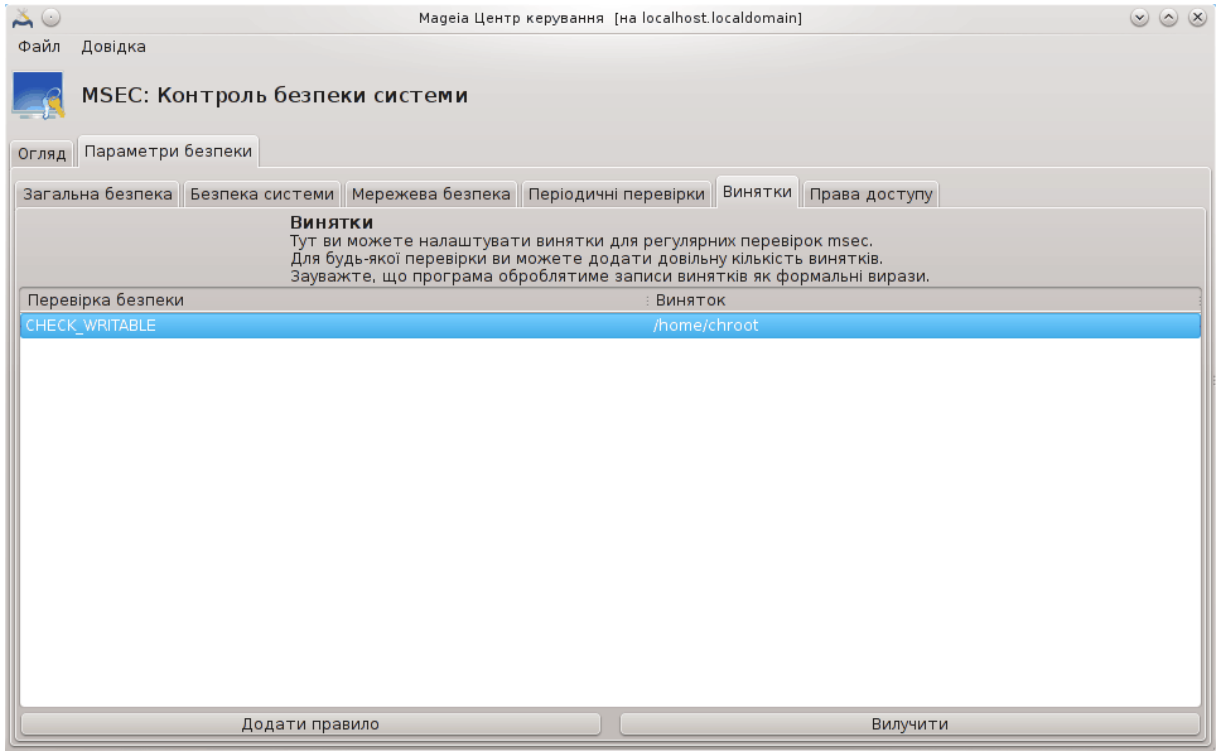 Mageia Центр керування  [на localhost.localdomain]
Файл Довідка
MSEC: Контроль безпеки системи
Огляд Параметри безпеки
Загальна безпека Безпека системи Мережева безпека Періодичні перевірки Винятки Права доступу
Винятки
Тут ви можете налаштувати винятки для регулярних перевірок msec.
Для будь-якої перевірки ви можете додати довільну кількість винятків.
Зауважте, що програма оброблятиме записи винятків як формальні вирази.
Перевірка безпеки Виняток
CHECK_WRITABLE /home/chroot
Додати правило Вилучити